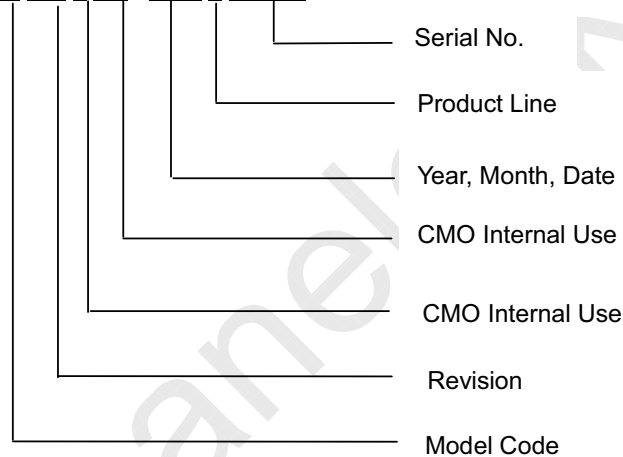 Serial No.
Product Line
Year, Month, Date
CMO Internal Use
CMO Internal Use
Revision
Model Code